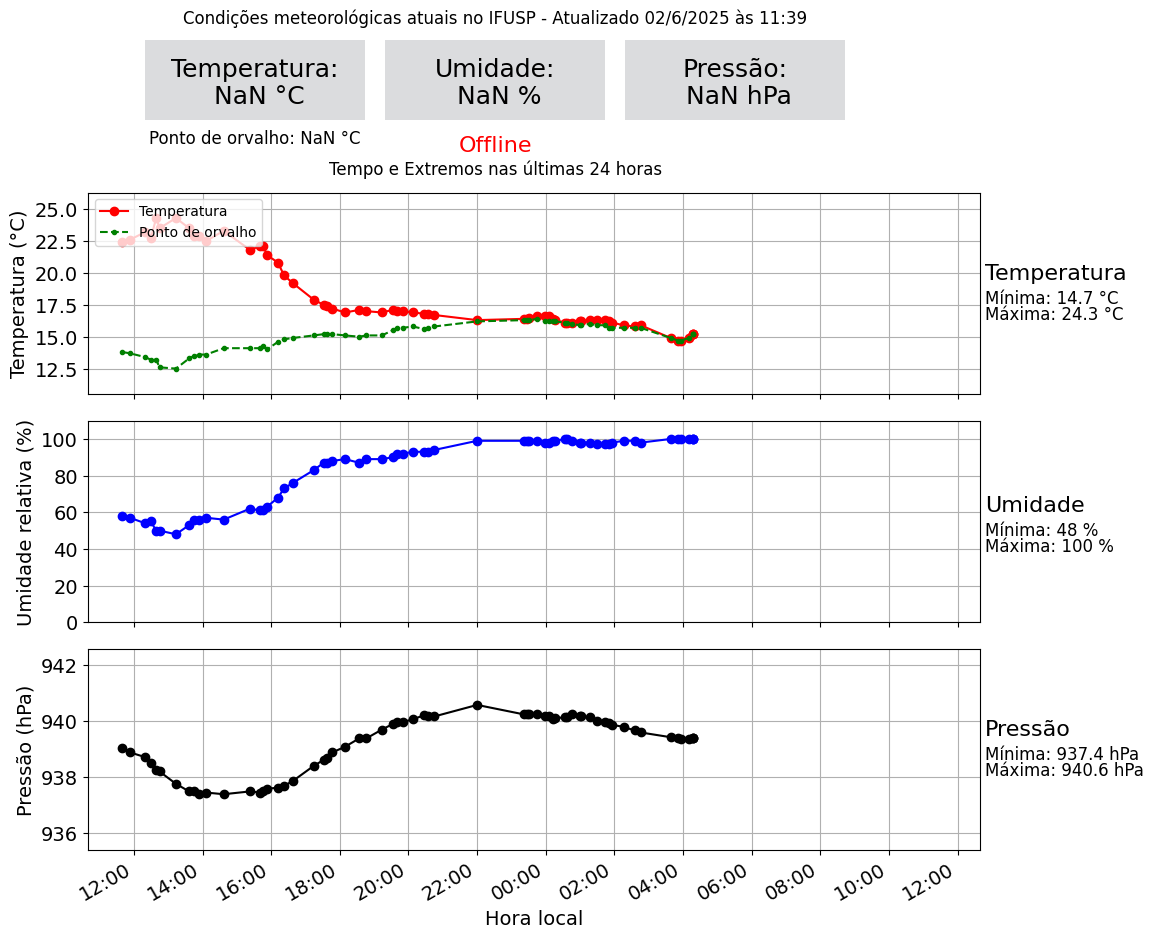 Condições meteorológicas atuais no IFUSP - Atualizado 02/6/2025 às 11:39
Temperatura:
NaN °C
Umidade:
NaN %
Pressão:
NaN hPa
Ponto de orvalho: NaN °C
Offline
Tempo e Extremos nas últimas 24 horas
Temperatura (°C)
25.0
22.5
20.0
17.5
15.0
12.5
Temperatura
Ponto de orvalho
Temperatura
Mínima: 14.7 °C
Máxima: 24.3 °C
Umidade relativa (%)
100
80
60
40
20
0
Umidade
Mínima: 48 %
Máxima: 100 %
Pressão (hPa)
942
940
938
936
Pressão
Mínima: 937.4 hPa
Máxima: 940.6 hPa
12:00
14:00
16:00
18:00
20:00
22:00
00:00
02:00
04:00
06:00
08:00
10:00
12:00
Hora local